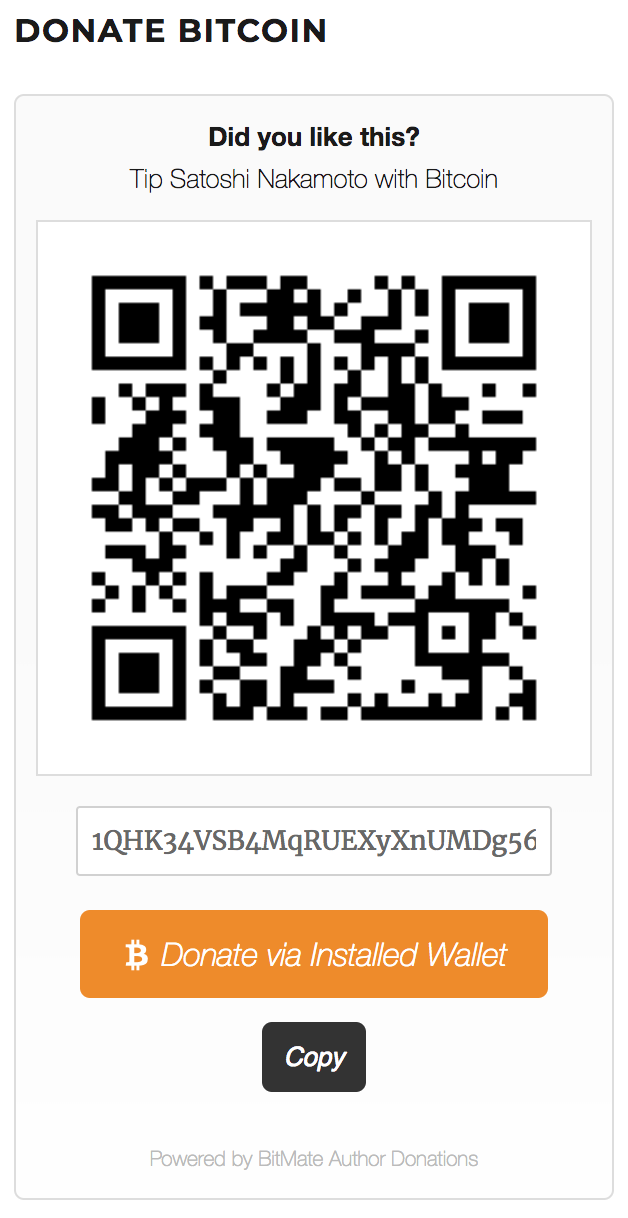 DONATE BITCOIN
Did you like this?
Tip Satoshi Nakamoto with Bitcoin
1QHK34VSB4MqRUEXyXnUMDg56
Donate via Installed Wallet
Copy
Powered by BitMate Author Donations